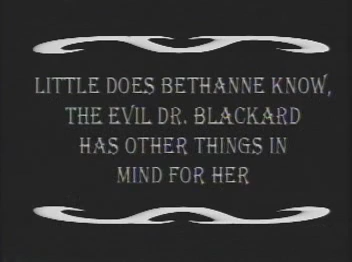 LITTLE DOES BETHANNE KNOW,
THE EVIL DR. BLACKARD
HAS OTHER THINGS IN
MIND FOR HER